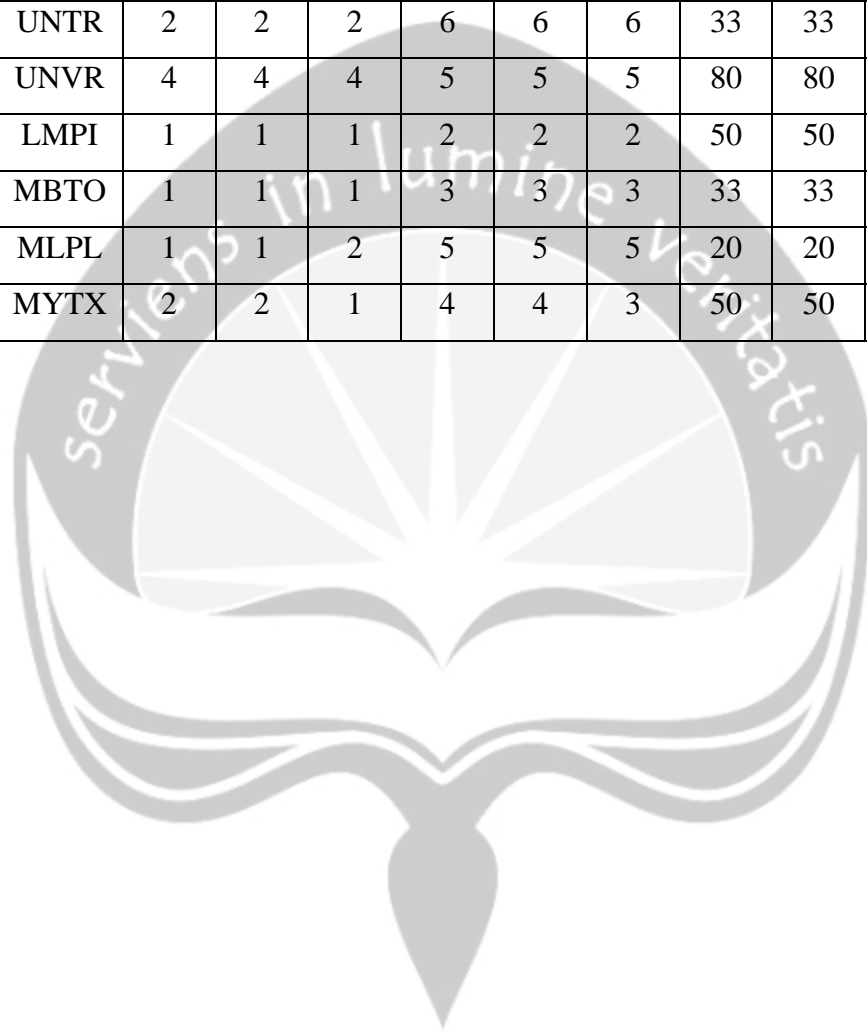 UNTR 2 2 2 6 6 6 33 33
UNVR 4 4 4 5 5 5 80 80
LMPI 1 1 1 2 2 2 50 50
MBTO 1 1 1 3 3 3 33 33
MLPL 1 1 2 5 5 5 20 20
MYTX 2 2 1 4 4 3 50 50
serviens in lumine veritatis